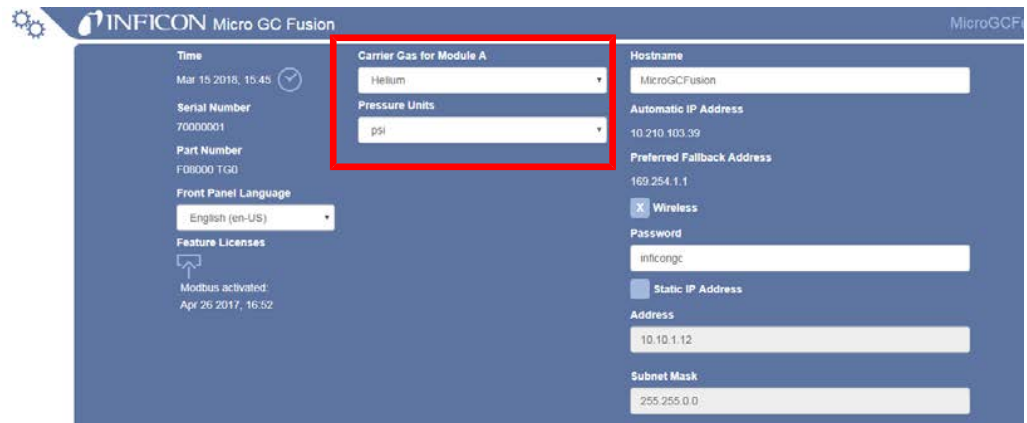 INFICON Micro GC Fusion
MicroGCFu
Time
Mar 15 2018, 15:45
Serial Number
70000001
Part Number
F08000 TG0
Front Panel Language
English (en-US)
Feature Licenses
Modbus activated:
Apr 26 2017, 16:52
Carrier Gas for Module A
Helium
Pressure Units
psi
Hostname
MicroGCFusion
Automatic IP Address
10.210.103.39
Preferred Fallback Address
169.254.1.1
X Wireless
Password
inficongc
Static IP Address
Address
10.10.1.12
Subnet Mask
255.255.0.0